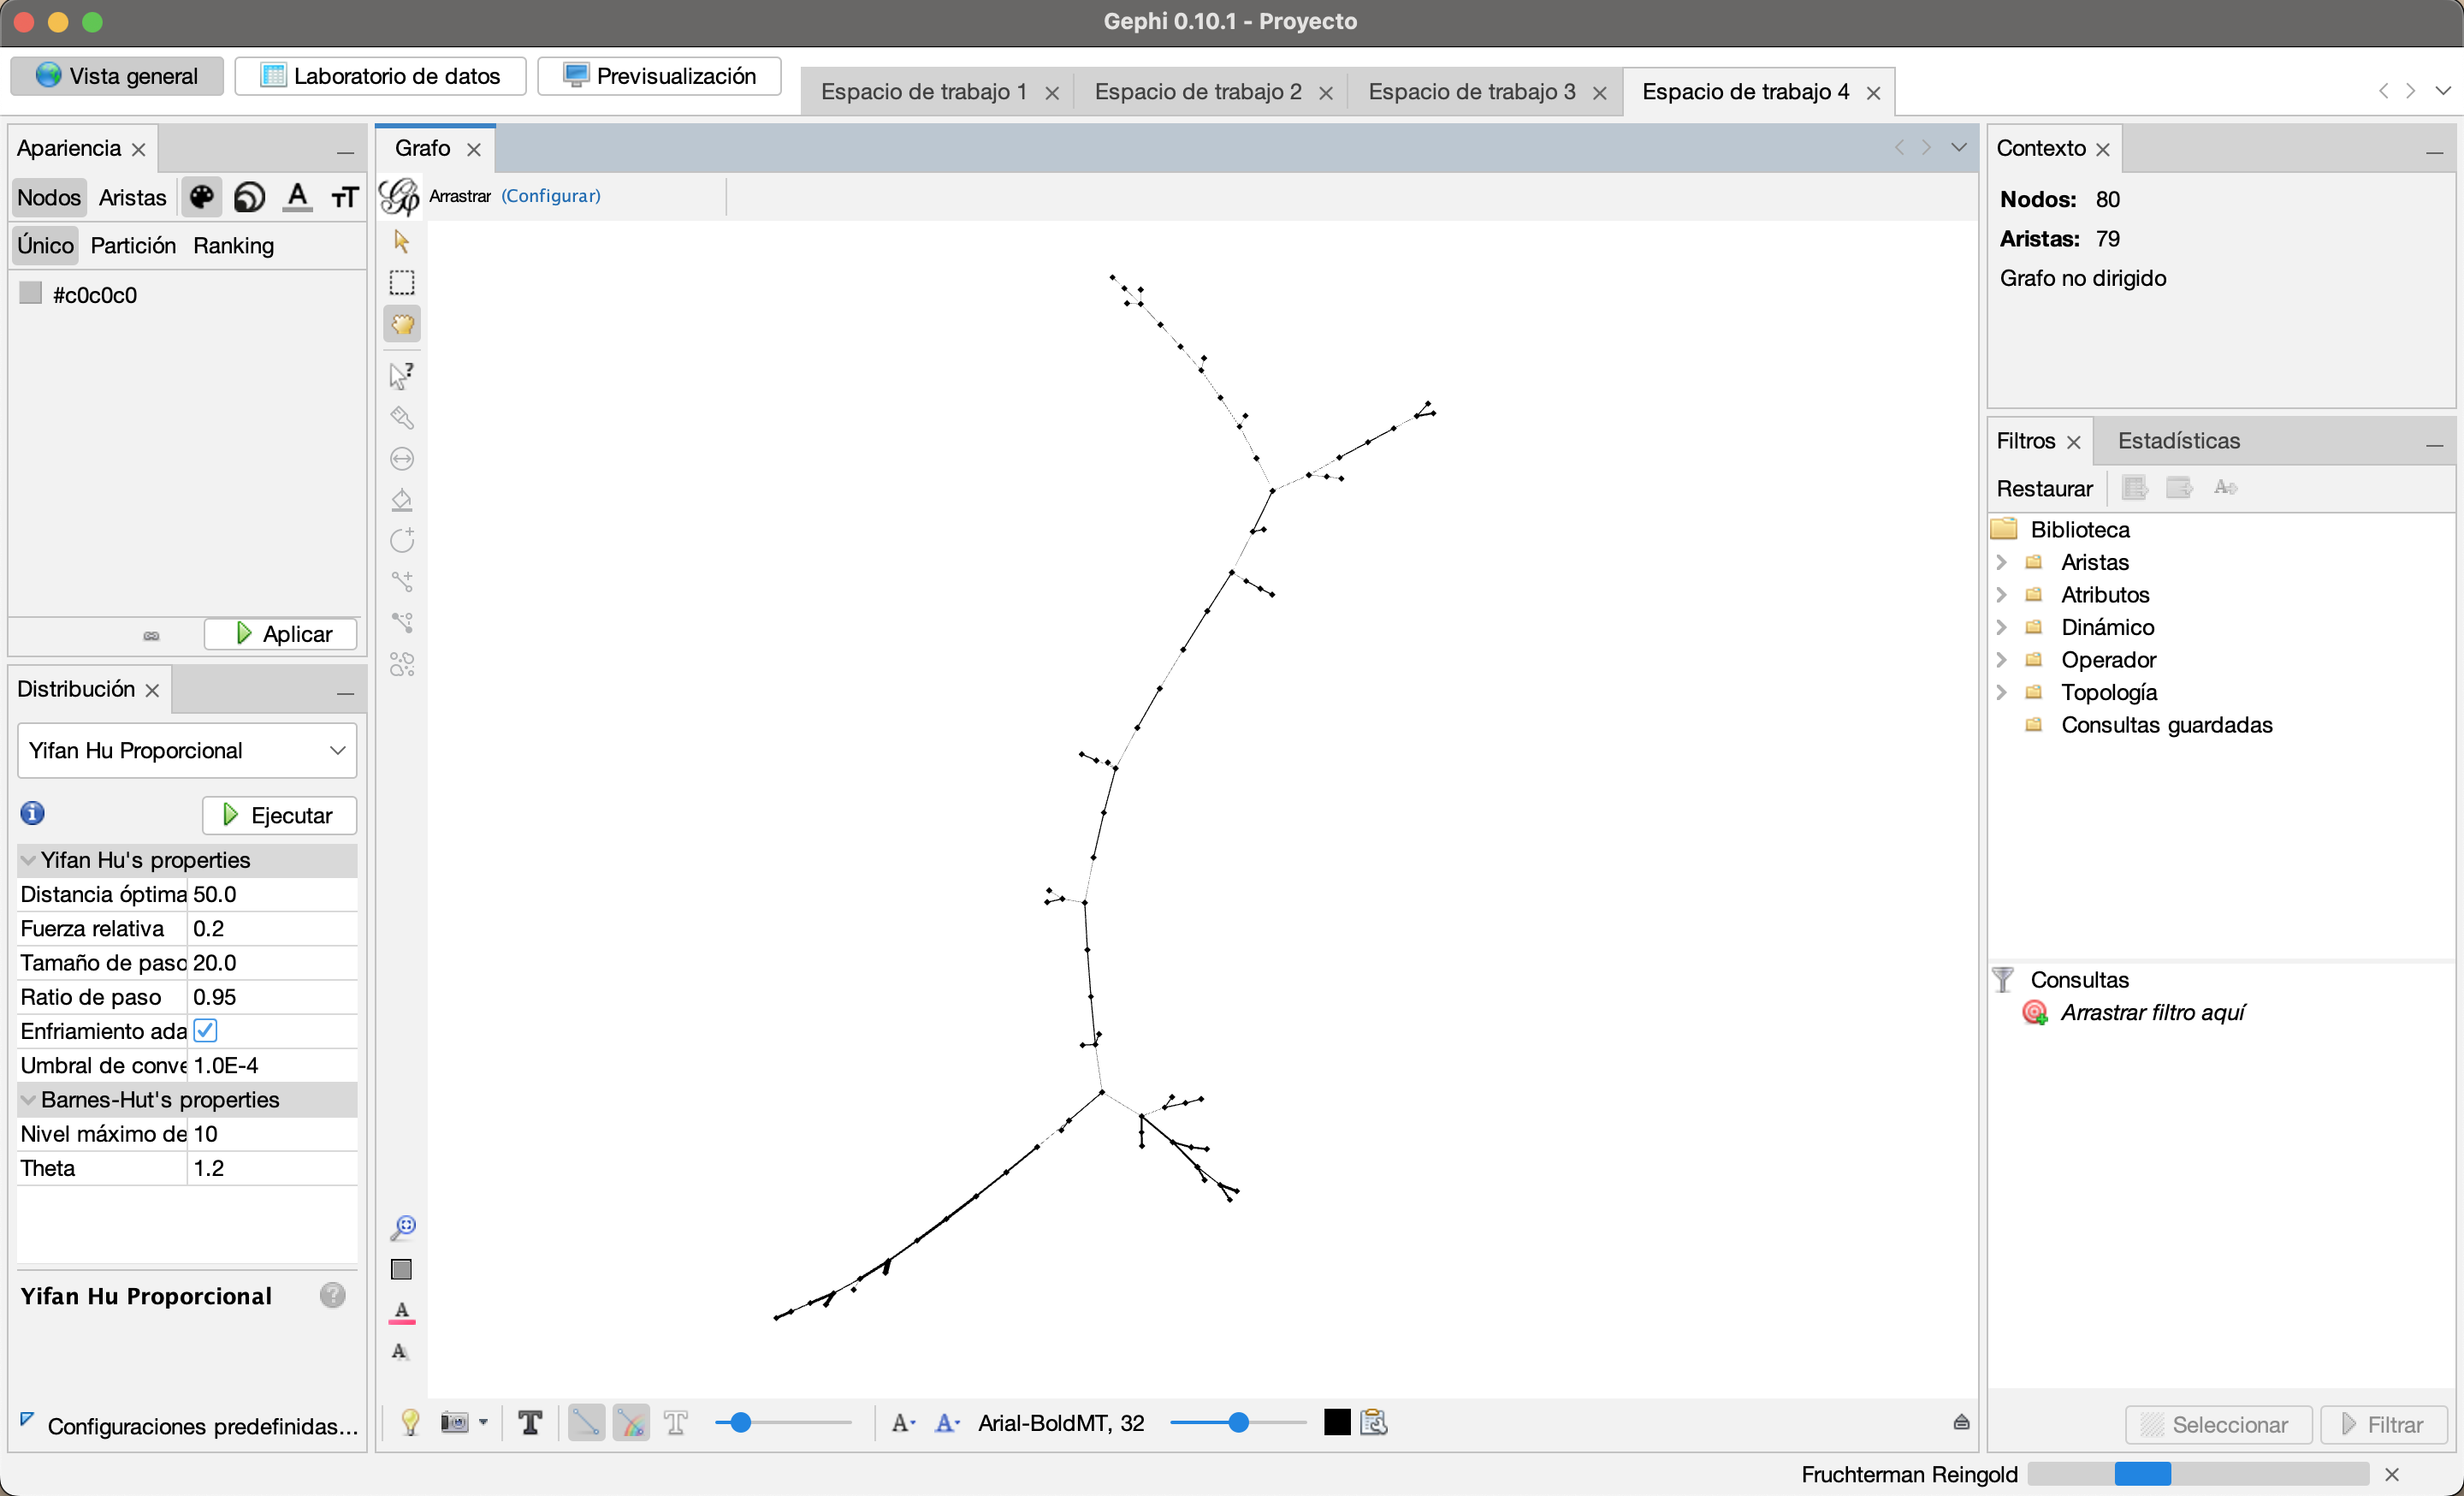 Gephi 0.10.1 - Proyecto
Vista general
Laboratorio de datos
Previsualización
Espacio de trabajo 1
Espacio de trabajo 2
Espacio de trabajo 3
Espacio de trabajo 4
Apariencia
Nodos Aristas
Único Partición Ranking
#c0c0c0
Aplicar
Distribución
Yifan Hu Proporcional
Ejecutar
Yifan Hu's properties
Distancia óptima 50.0
Fuerza relativa 0.2
Tamaño de paso 20.0
Ratio de paso 0.95
Enfriamiento ada
Umbral de conve 1.0E-4
Barnes-Hut's properties
Nivel máximo de 10
Theta 1.2
Yifan Hu Proporcional
Configuraciones predefinidas...
Grafo
Arrastrar (Configurar)
Arial-BoldMT, 32
Contexto
Nodos: 80
Aristas: 79
Grafo no dirigido
Filtros
Estadísticas
Restaurar
Biblioteca
Aristas
Atributos
Dinámico
Operador
Topología
Consultas guardadas
Consultas
Arrastrar filtro aquí
Seleccionar
Filtrar
Fruchterman Reingold